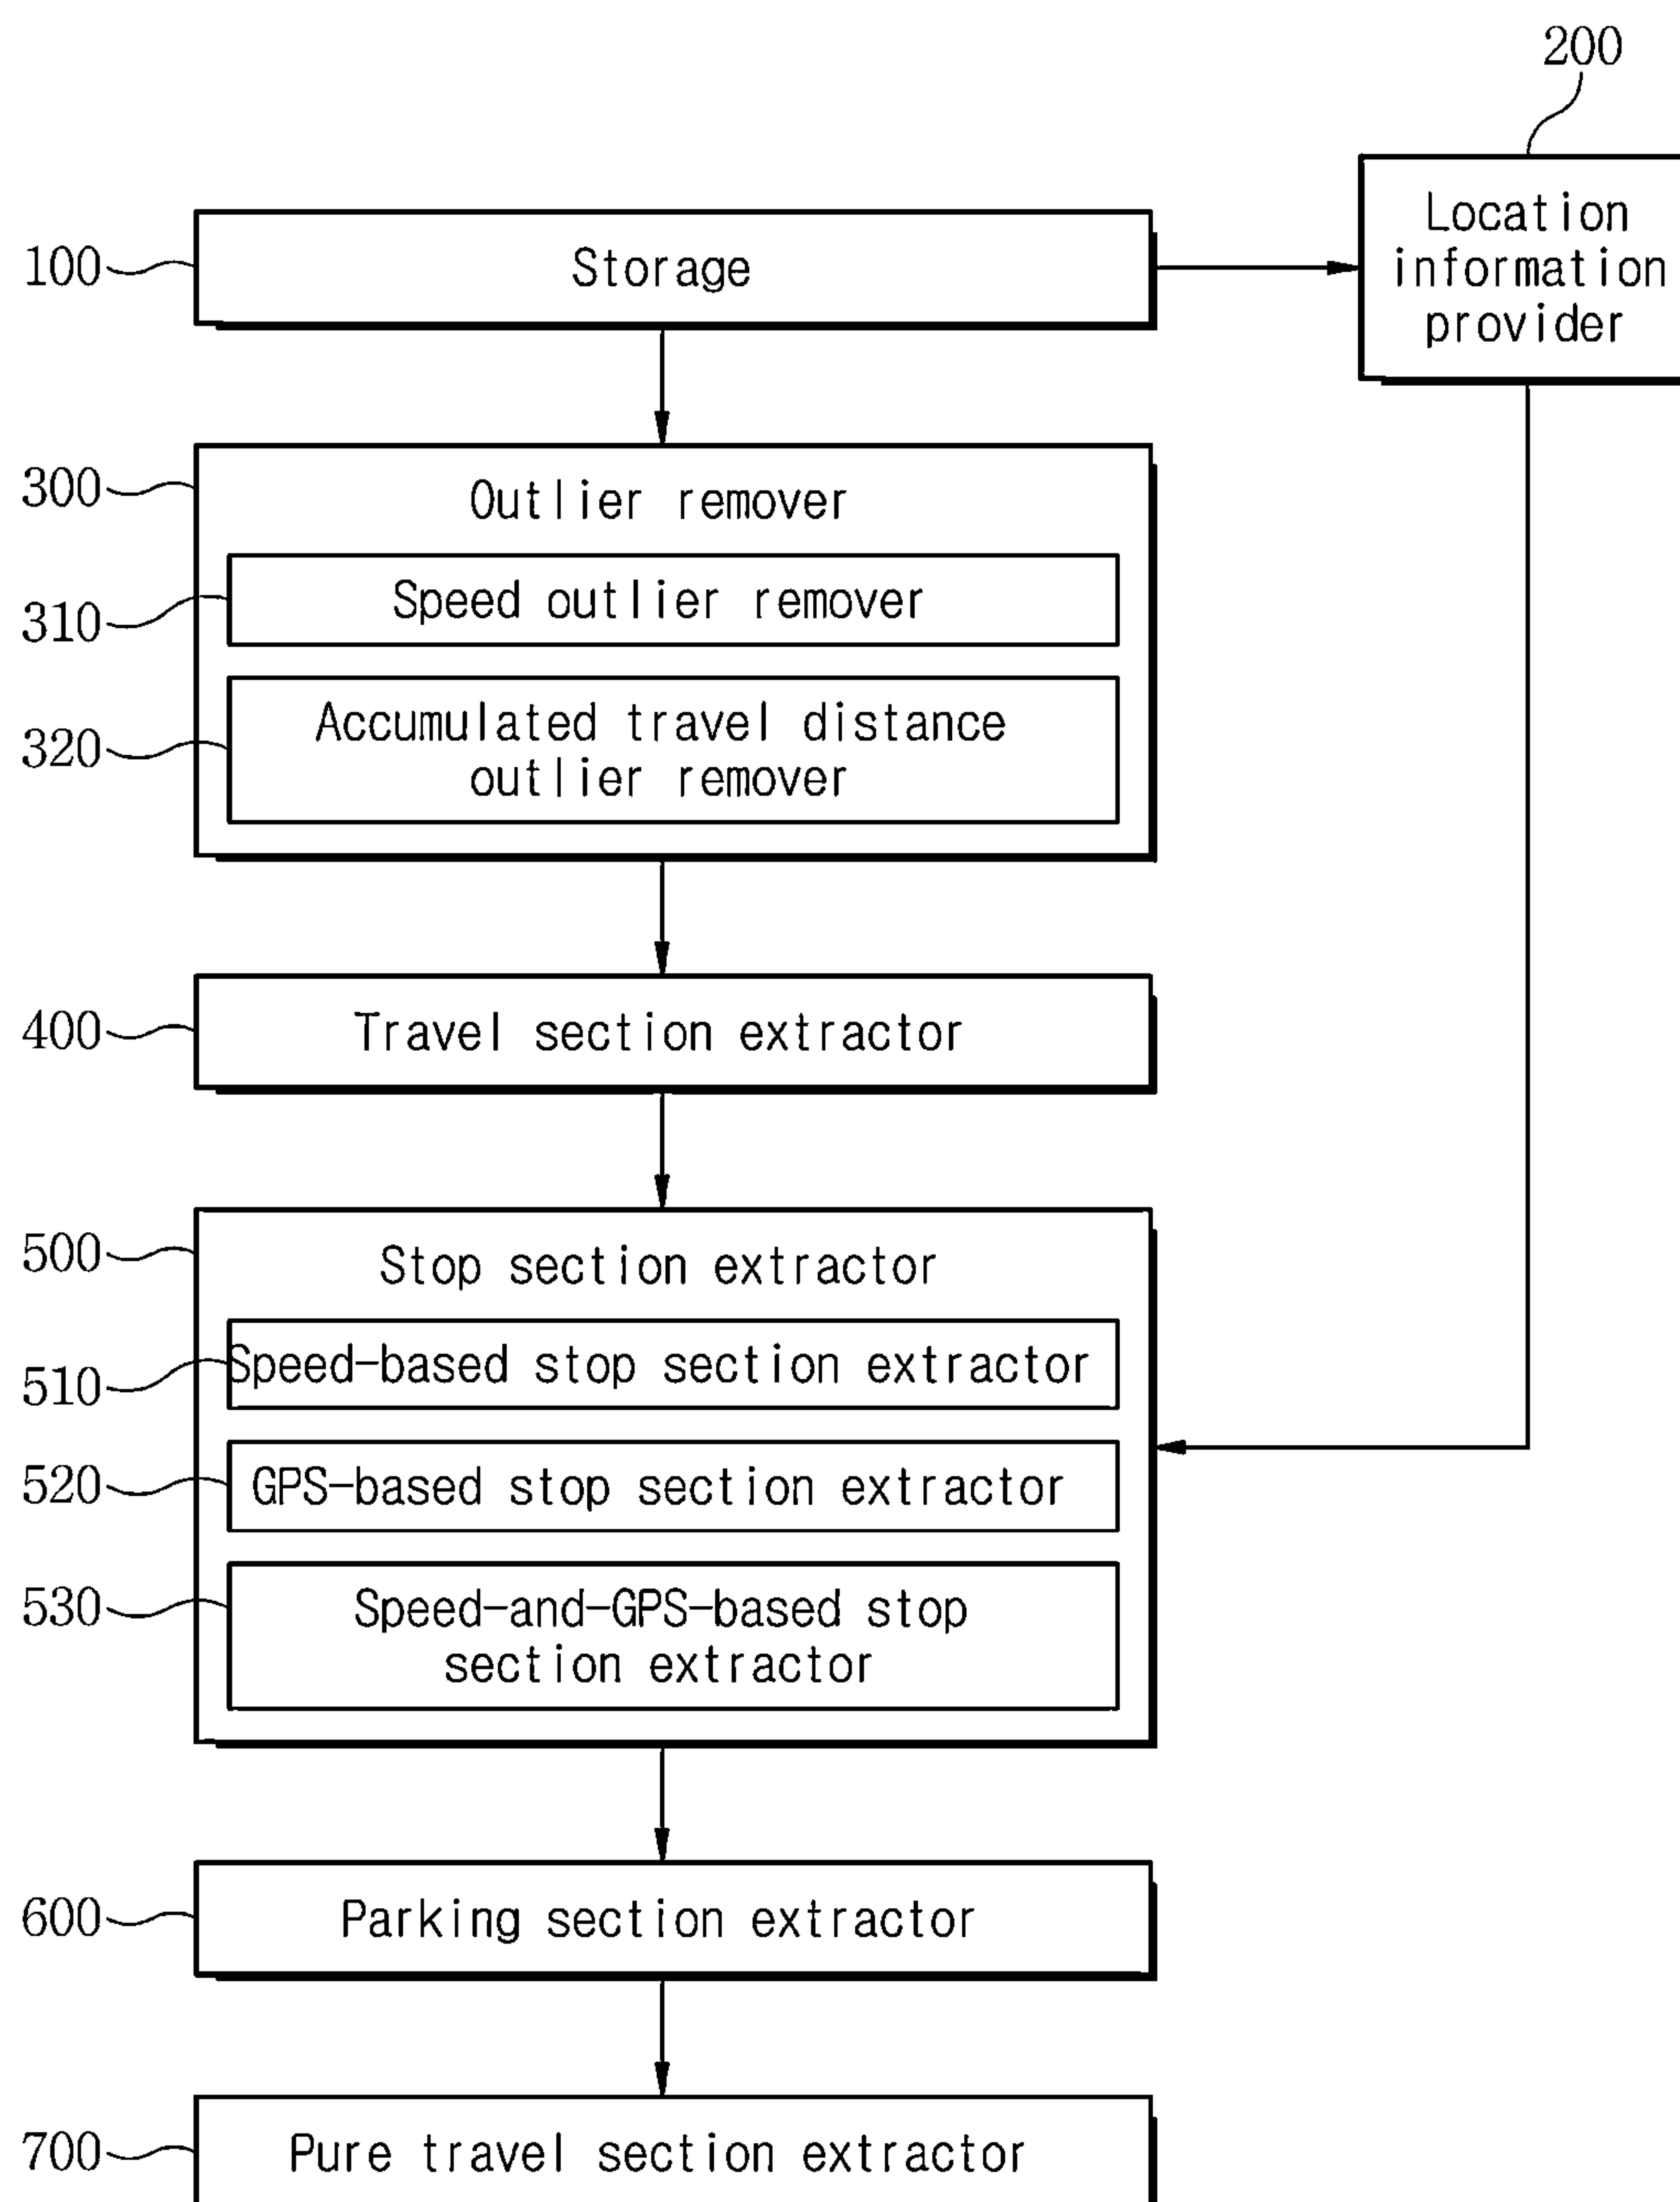 200
Location
information
provider
100
Storage
300
Outlier remover
310
Speed outlier remover
320
Accumulated travel distance
outlier remover
400
Travel section extractor
500
Stop section extractor
510
Speed-based stop section extractor
520
GPS-based stop section extractor
530
Speed-and-GPS-based stop
section extractor
600
Parking section extractor
700
Pure travel section extractor